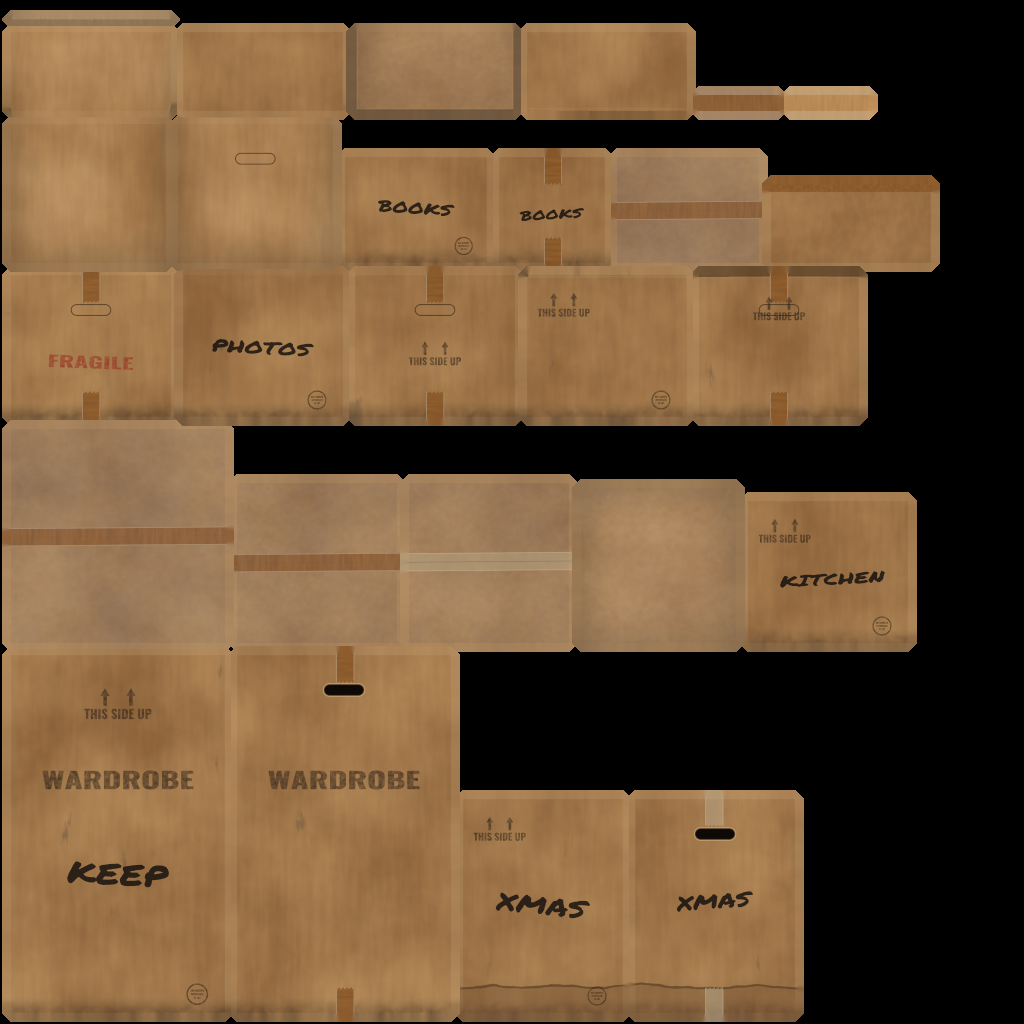 BOOKS
BOOKS
FRAGILE
PHOTOS
THIS SIDE UP
THIS SIDE UP
THIS SIDE UP
THIS SIDE UP
KITCHEN
THIS SIDE UP
WARDROBE
KEEP
WARDROBE
THIS SIDE UP
XMAS
XMAS